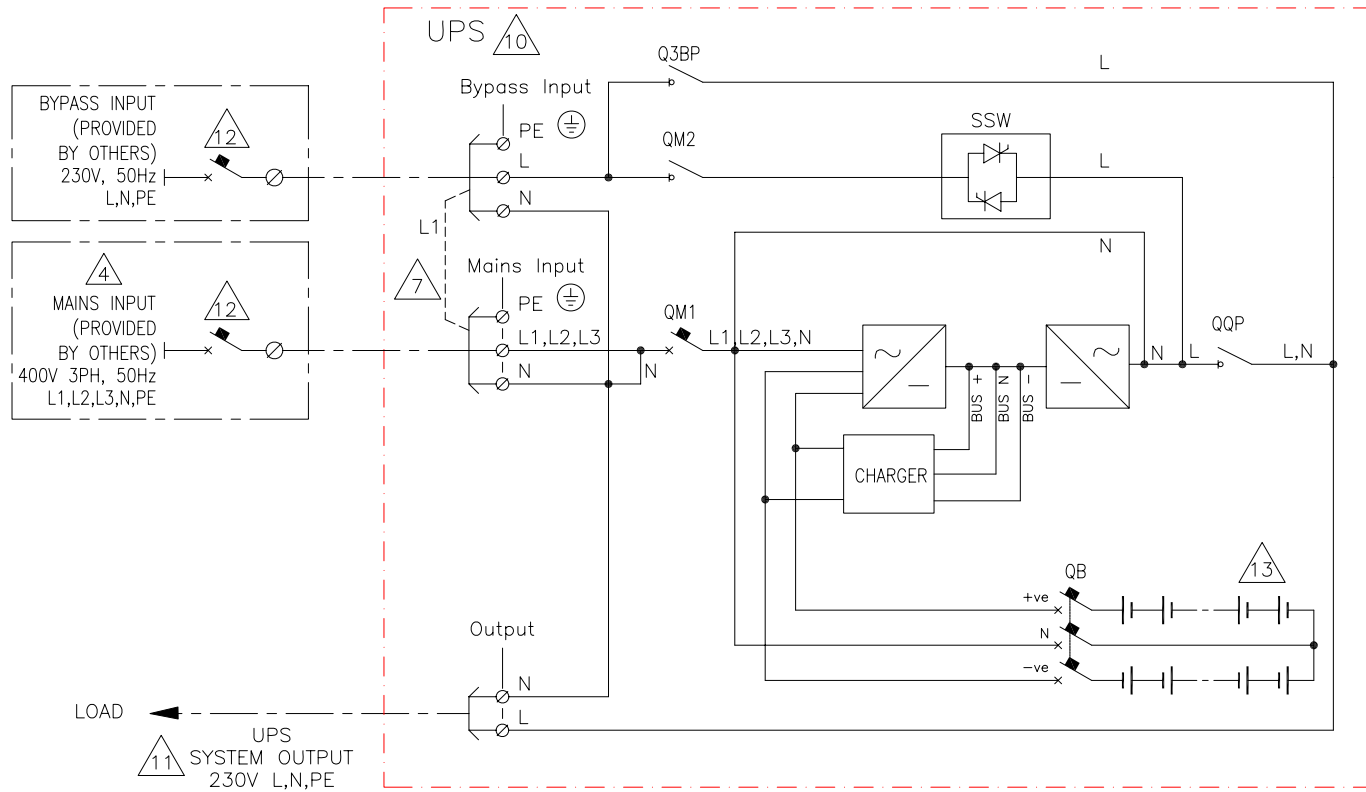 UPS 10
Q3BP
L
Bypass Input
BYPASS INPUT
(PROVIDED
BY OTHERS)
230V, 50Hz
L,N,PE
12
PE
L
N
QM2
SSW
L
L1
7
N
4
MAINS INPUT
(PROVIDED
BY OTHERS)
400V 3PH, 50Hz
L1,L2,L3,N,PE
12
Mains Input
PE
L1,L2,L3
N
N
QM1
L1,L2,L3,N
BUS +
BUS N
BUS -
N
L
QQP
L,N
CHARGER
QB
13
+ve
N
-ve
Output
N
L
LOAD
11
UPS
SYSTEM OUTPUT
230V L,N,PE